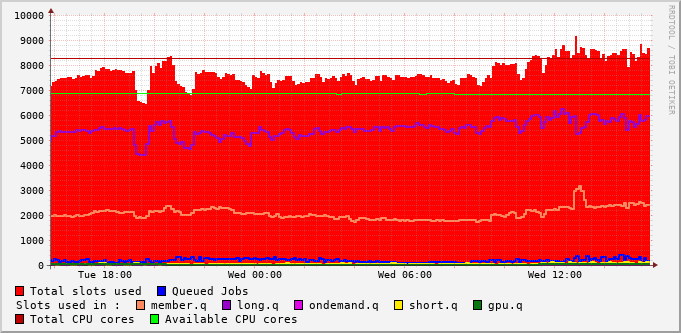 10000
9000
8000
7000
6000
5000
4000
3000
2000
1000
0
Tue 18:00 Wed 00:00 Wed 06:00 Wed 12:00
RRDTOOL / TOBI OETIKER
Total slots used Queued Jobs
Slots used in : member.q long.q ondemand.q short.q gpu.q
Total CPU cores Available CPU cores